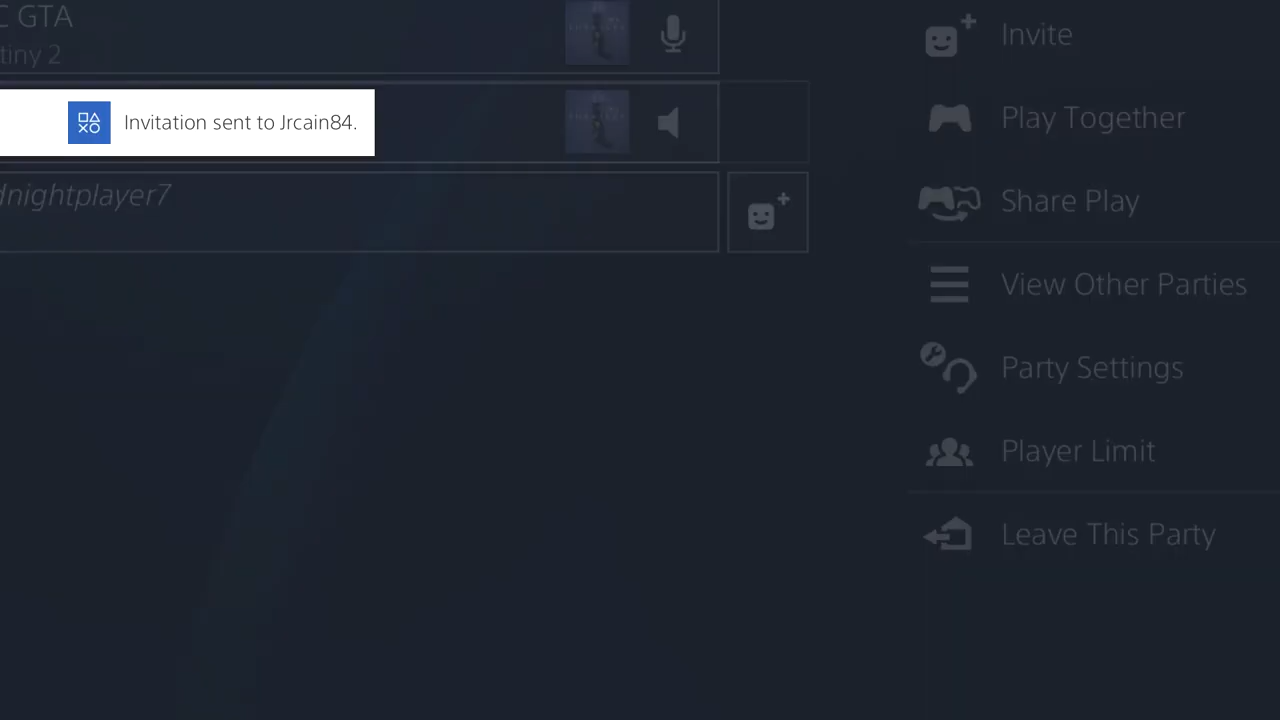 C GTA
tiny 2
Invitation sent to Jrcain84.
dnightplayer7
Invite
Play Together
Share Play
View Other Parties
Party Settings
Player Limit
Leave This Party